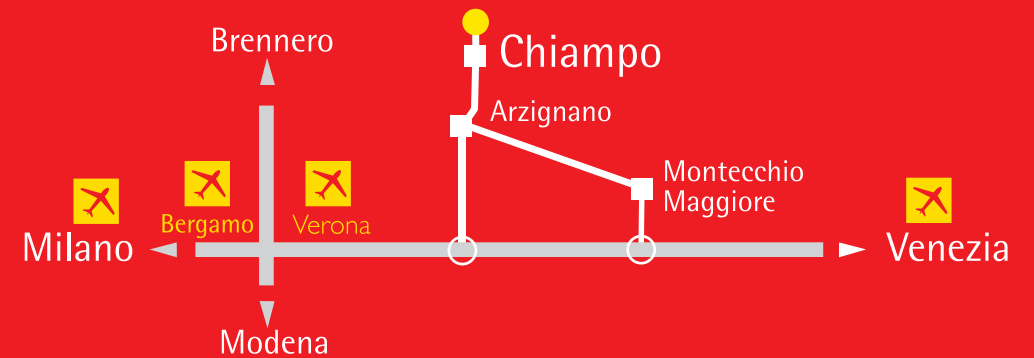 Brennero
Chiampo
Arzignano
Montecchio
Maggiore
Bergamo
Verona
Milano
Venezia
Modena